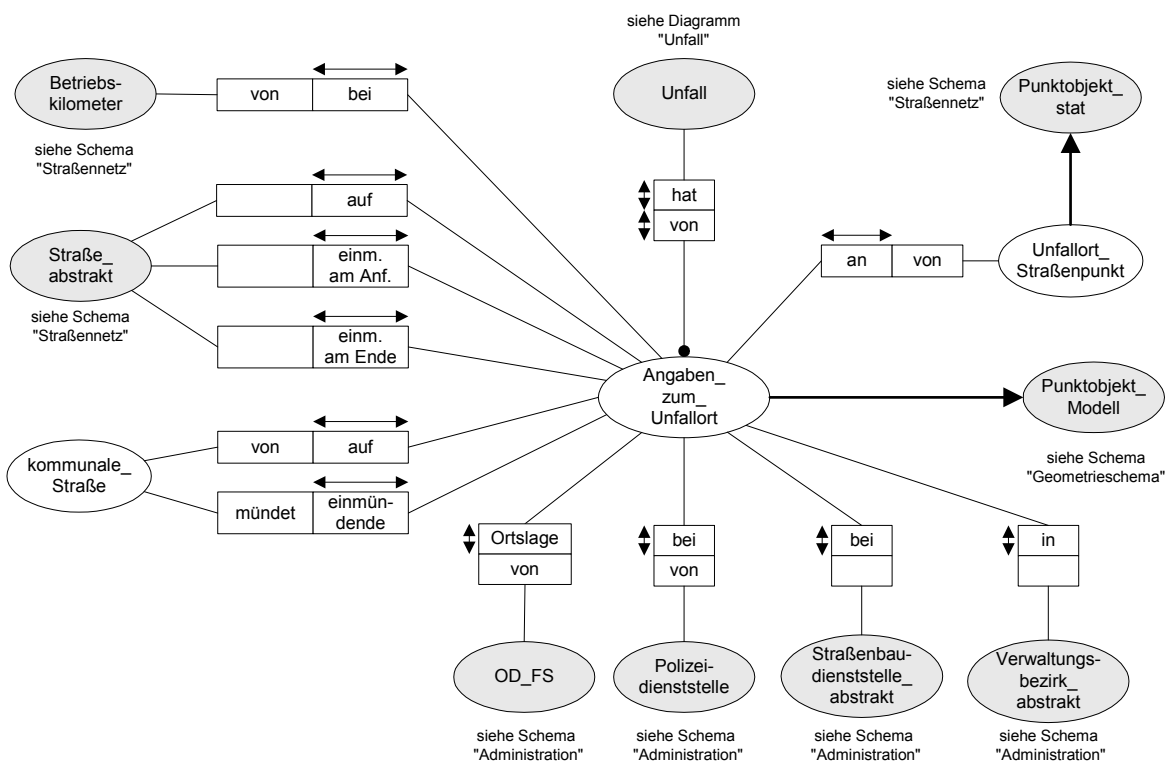 siehe Diagramm
"Unfall"
Betriebs-
kilometer
von
bei
Unfall
siehe Schema
"Straßennetz"
Punktobjekt_
stat
siehe Schema
"Straßennetz"
auf
hat
von
Straße_
abstrakt
einm.
am Anf.
an
von
Unfallort_
Straßenpunkt
siehe Schema
"Straßennetz"
einm.
am Ende
Angaben_
zum_
Unfallort
Punktobjekt_
Modell
siehe Schema
"Geometrieschema"
kommunale_
Straße
von
auf
mündet
einmün-
dende
Ortslage
von
bei
von
bei
in
OD_FS
Polizei-
dienststelle
Straßenbau-
dienststelle_
abstrakt
Verwaltungs-
bezirk_
abstrakt
siehe Schema
"Administration"
siehe Schema
"Administration"
siehe Schema
"Administration"
siehe Schema
"Administration"